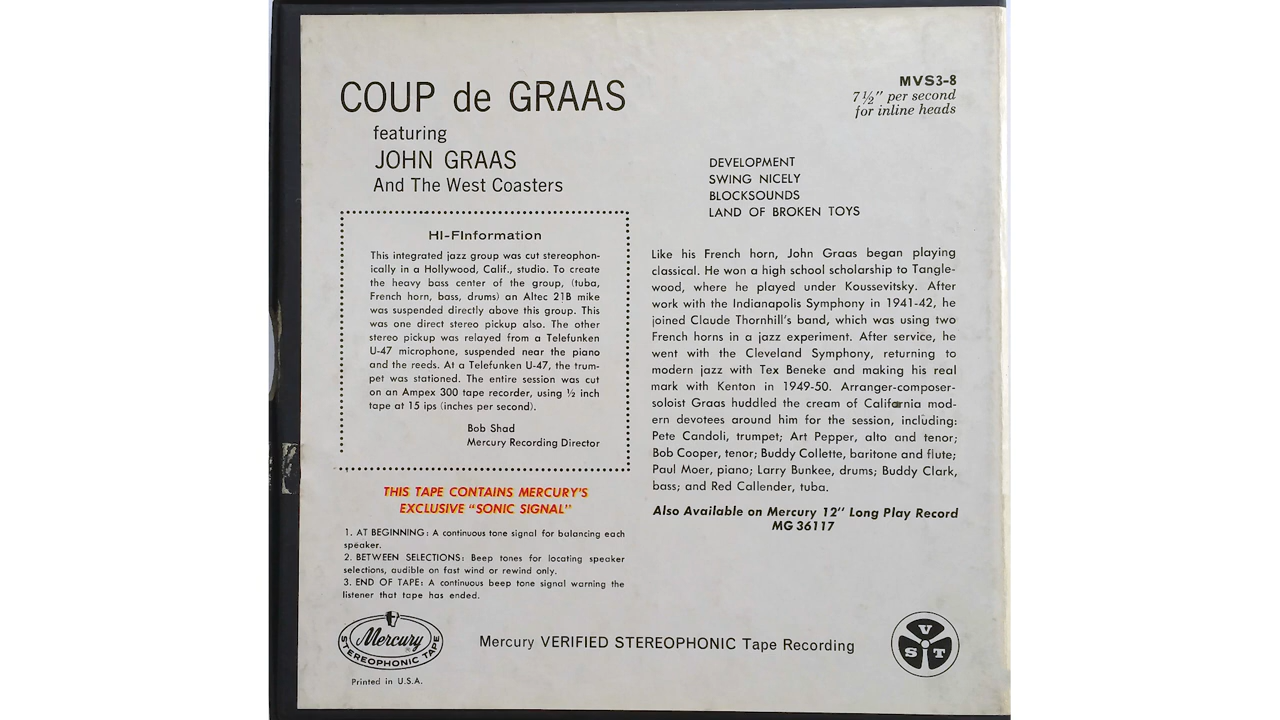 COUP de GRAAS
featuring
JOHN GRAAS
And The West Coasters
HI-FInformation
This integrated jazz group was cut stereophon-
ically in a Hollywood, Calif., studio. To create
the heavy bass center of the group, (tuba,
French horn, bass, drums) an Altec 21B mike
was suspended directly above this group. This
was one direct stereo pickup also. The other
stereo pickup was relayed from a Telefunken
U-47 microphone, suspended near the piano
and the reeds. At a Telefunken U-47, the trum-
pet was stationed. The entire session was cut
on an Ampex 300 tape recorder, using ½ inch
tape at 15 ips (inches per second).
Bob Shad
Mercury Recording Director
THIS TAPE CONTAINS MERCURY'S
EXCLUSIVE "SONIC SIGNAL"
1. AT BEGINNING: A continuous tone signal for balancing each
speaker.
2. BETWEEN SELECTIONS: Beep tones for locating speaker
selections, audible on fast wind or rewind only.
3. END OF TAPE: A continuous beep tone signal warning the
listener that tape has ended.
MVS3-8
7½" per second
for inline heads
DEVELOPMENT
SWING NICELY
BLOCKSOUNDS
LAND OF BROKEN TOYS
Like his French horn, John Graas began playing
classical. He won a high school scholarship to Tangle-
wood, where he played under Koussevitsky. After
work with the Indianapolis Symphony in 1941-42, he
joined Claude Thornhill's band, which was using two
French horns in a jazz experiment. After service, he
went with the Cleveland Symphony, returning to
modern jazz with Tex Beneke and making his real
mark with Kenton in 1949-50. Arranger-composer-
soloist Graas huddled the cream of California mod-
ern devotees around him for the session, including:
Pete Candoli, trumpet; Art Pepper, alto and tenor;
Bob Cooper, tenor; Buddy Collette, baritone and flute;
Paul Moer, piano; Larry Bunkee, drums; Buddy Clark,
bass; and Red Callender, tuba.
Also Available on Mercury 12" Long Play Record
MG 36117
Mercury
STEREOPHONIC TAPE
Printed in U.S.A.
Mercury VERIFIED STEREOPHONIC Tape Recording
V
S T